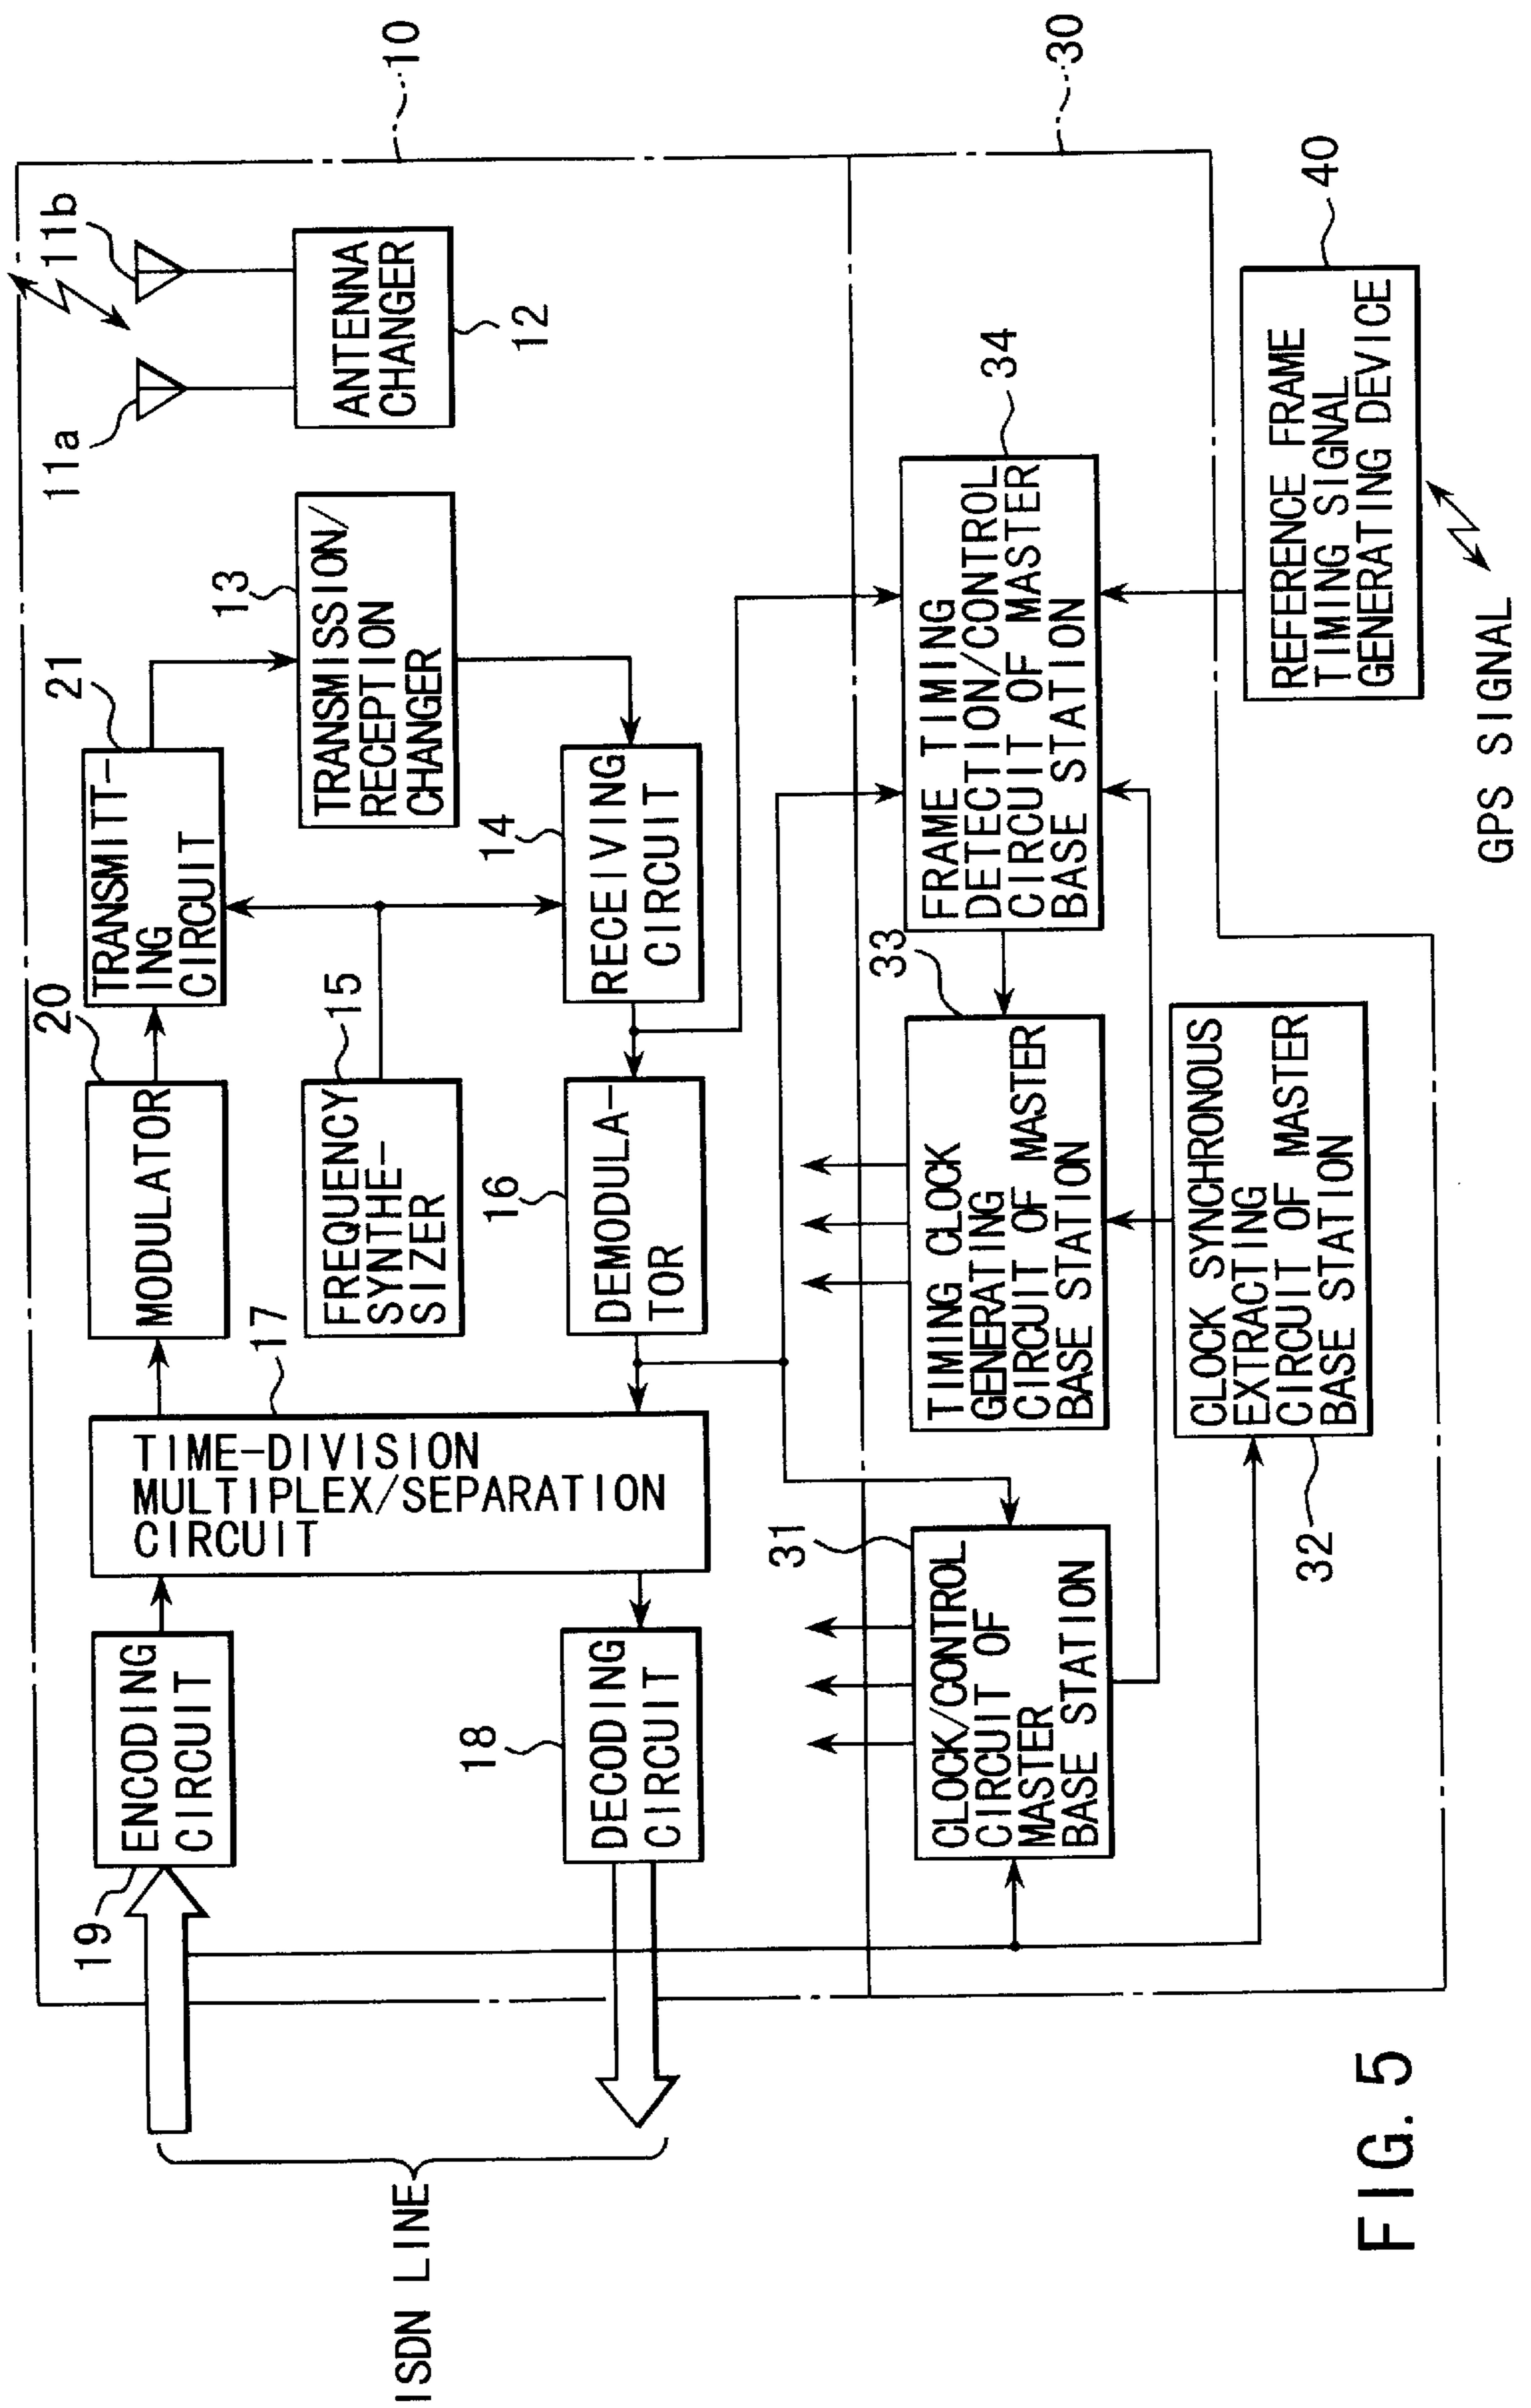 10
11a
11b
ANTENNA
CHANGER
12
13
TRANSMISSION/
RECEPTION
CHANGER
21
TRANSMITT-
ING
CIRCUIT
14
RECEIVING
CIRCUIT
20
MODULATOR
15
FREQUENCY
SYNTHE-
SIZER
16
DEMODULA-
TOR
17
TIME-DIVISION
MULTIPLEX/SEPARATION
CIRCUIT
19
ENCODING
CIRCUIT
18
DECODING
CIRCUIT
ISDN LINE
30
31
CLOCK/CONTROL
CIRCUIT OF
MASTER
BASE STATION
33
TIMING CLOCK
GENERATING
CIRCUIT OF MASTER
BASE STATION
34
FRAME TIMING
DETECTION/CONTROL
CIRCUIT OF MASTER
BASE STATION
32
CLOCK SYNCHRONOUS
EXTRACTING
CIRCUIT OF MASTER
BASE STATION
40
REFERENCE FRAME
TIMING SIGNAL
GENERATING DEVICE
GPS SIGNAL
FIG. 5